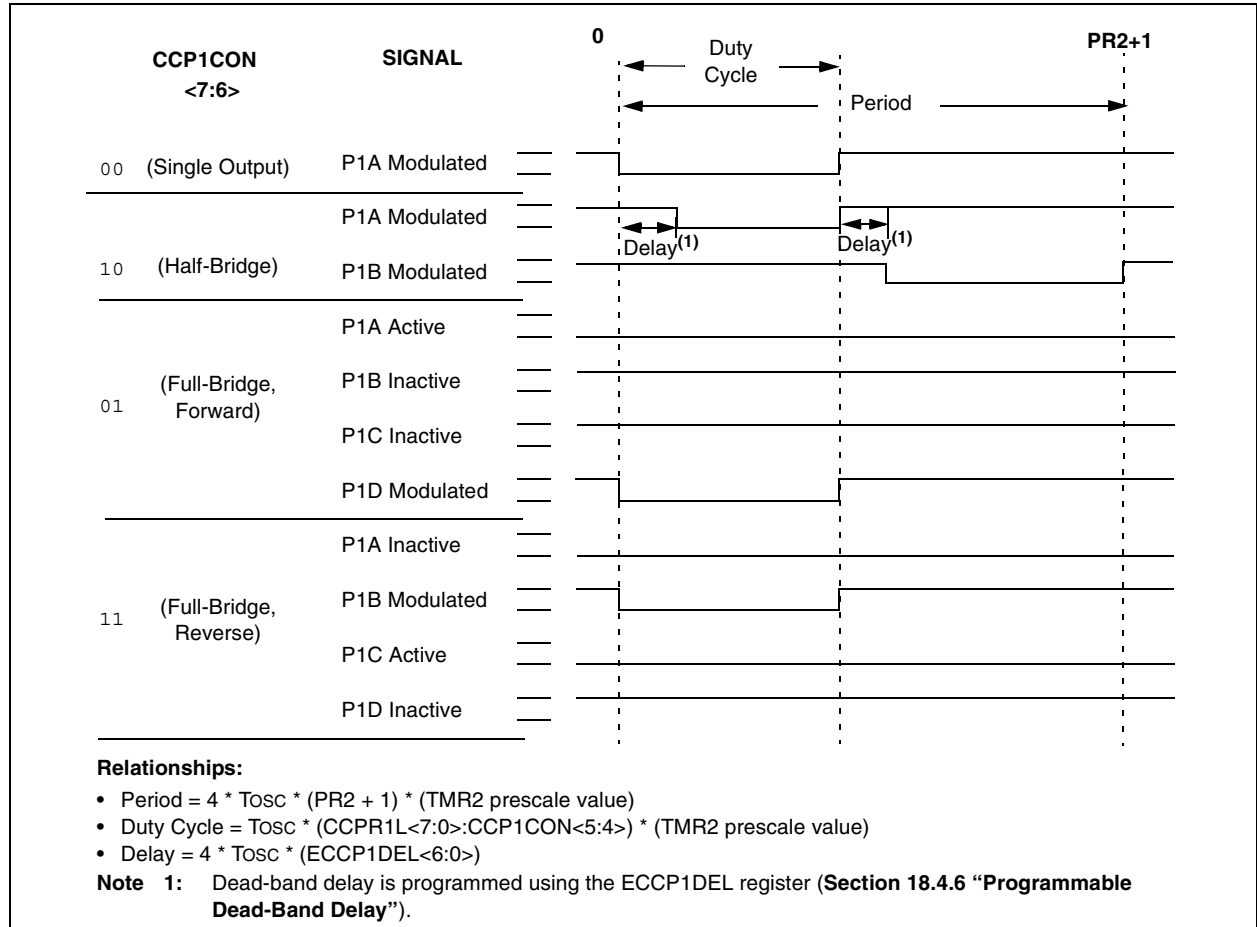 CCP1CON
<7:6>
SIGNAL
0
Duty
Cycle
PR2+1
Period
00 (Single Output) P1A Modulated
P1A Modulated
Delay(1)
Delay(1)
10 (Half-Bridge) P1B Modulated
P1A Active
P1B Inactive
01 (Full-Bridge,
Forward)
P1C Inactive
P1D Modulated
P1A Inactive
P1B Modulated
11 (Full-Bridge,
Reverse)
P1C Active
P1D Inactive
Relationships:
• Period = 4 * TOSC * (PR2 + 1) * (TMR2 prescale value)
• Duty Cycle = TOSC * (CCPR1L<7:0>:CCP1CON<5:4>) * (TMR2 prescale value)
• Delay = 4 * TOSC * (ECCP1DEL<6:0>)
Note 1: Dead-band delay is programmed using the ECCP1DEL register (Section 18.4.6 “Programmable
Dead-Band Delay”).